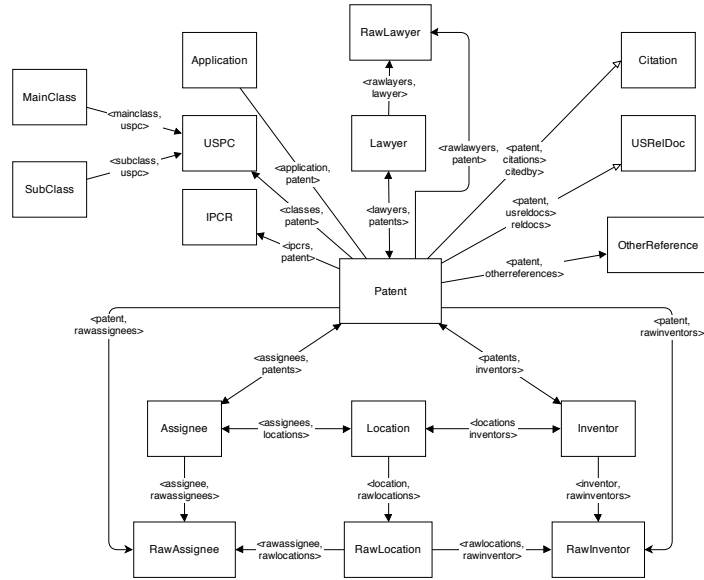 RawLawyer
Application
Citation
MainClass
<rawlayers,
lawyer>
<mainclass,
uspc>
USPC
Lawyer
<rawlawyers,
patent>
<patent,
citations>
citedby>
USRelDoc
<subclass,
uspc>
<application,
patent>
SubClass
<classes,
patent>
<lawyers,
patents>
<patent,
usreldocs>
reldocs>
IPCR
<ipcrs,
patent>
OtherReference
<patent,
otherreferences>
Patent
<patent,
rawassignees>
<patent,
rawinventors>
<assignees,
patents>
<patents,
inventors>
Assignee
<assignees,
locations>
Location
<locations
inventors>
Inventor
<assignee,
rawassignees>
<location,
rawlocations>
<inventor,
rawinventors>
RawAssignee
<rawassignee,
rawlocations>
RawLocation
<rawlocations,
rawinventor>
RawInventor